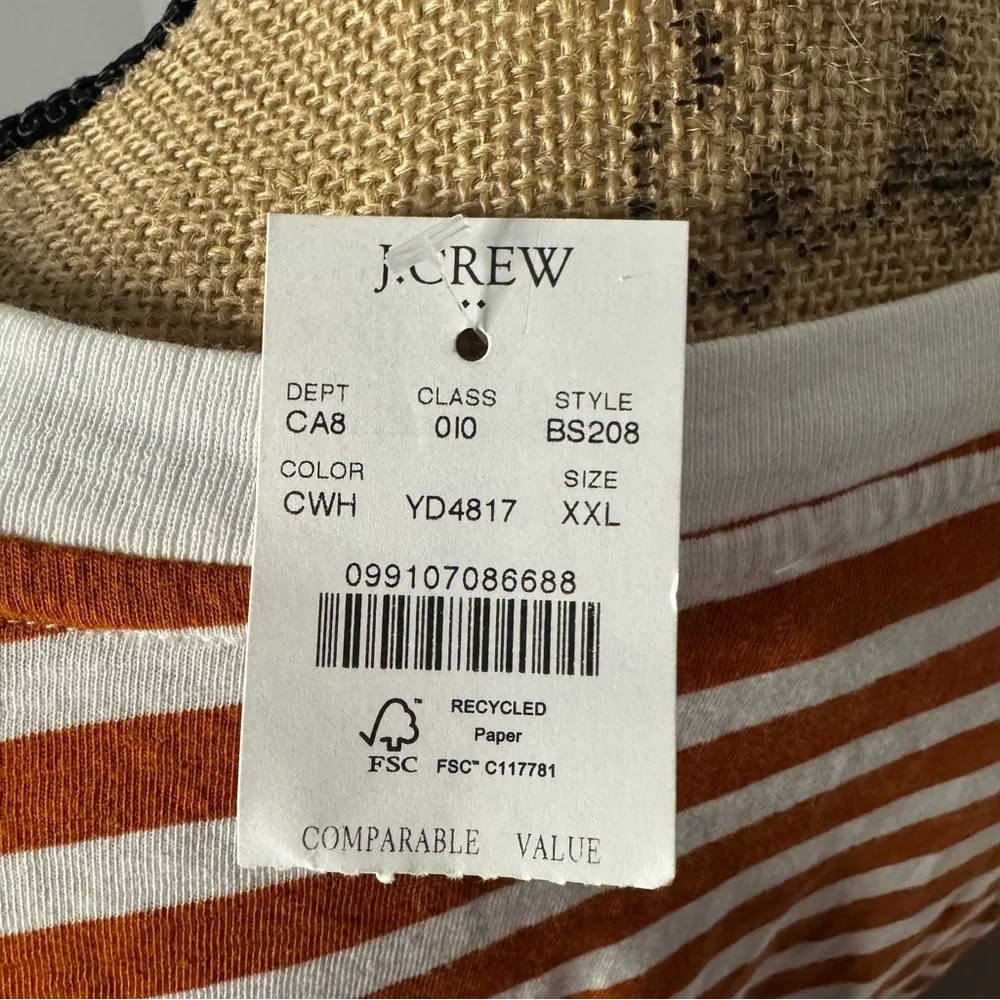 J.CREW
DEPT CLASS STYLE
CA8 010 BS208
COLOR SIZE
CWH YD4817 XXL
099107086688
RECYCLED
Paper
FSC™ FSC™ C117781
COMPARABLE VALUE